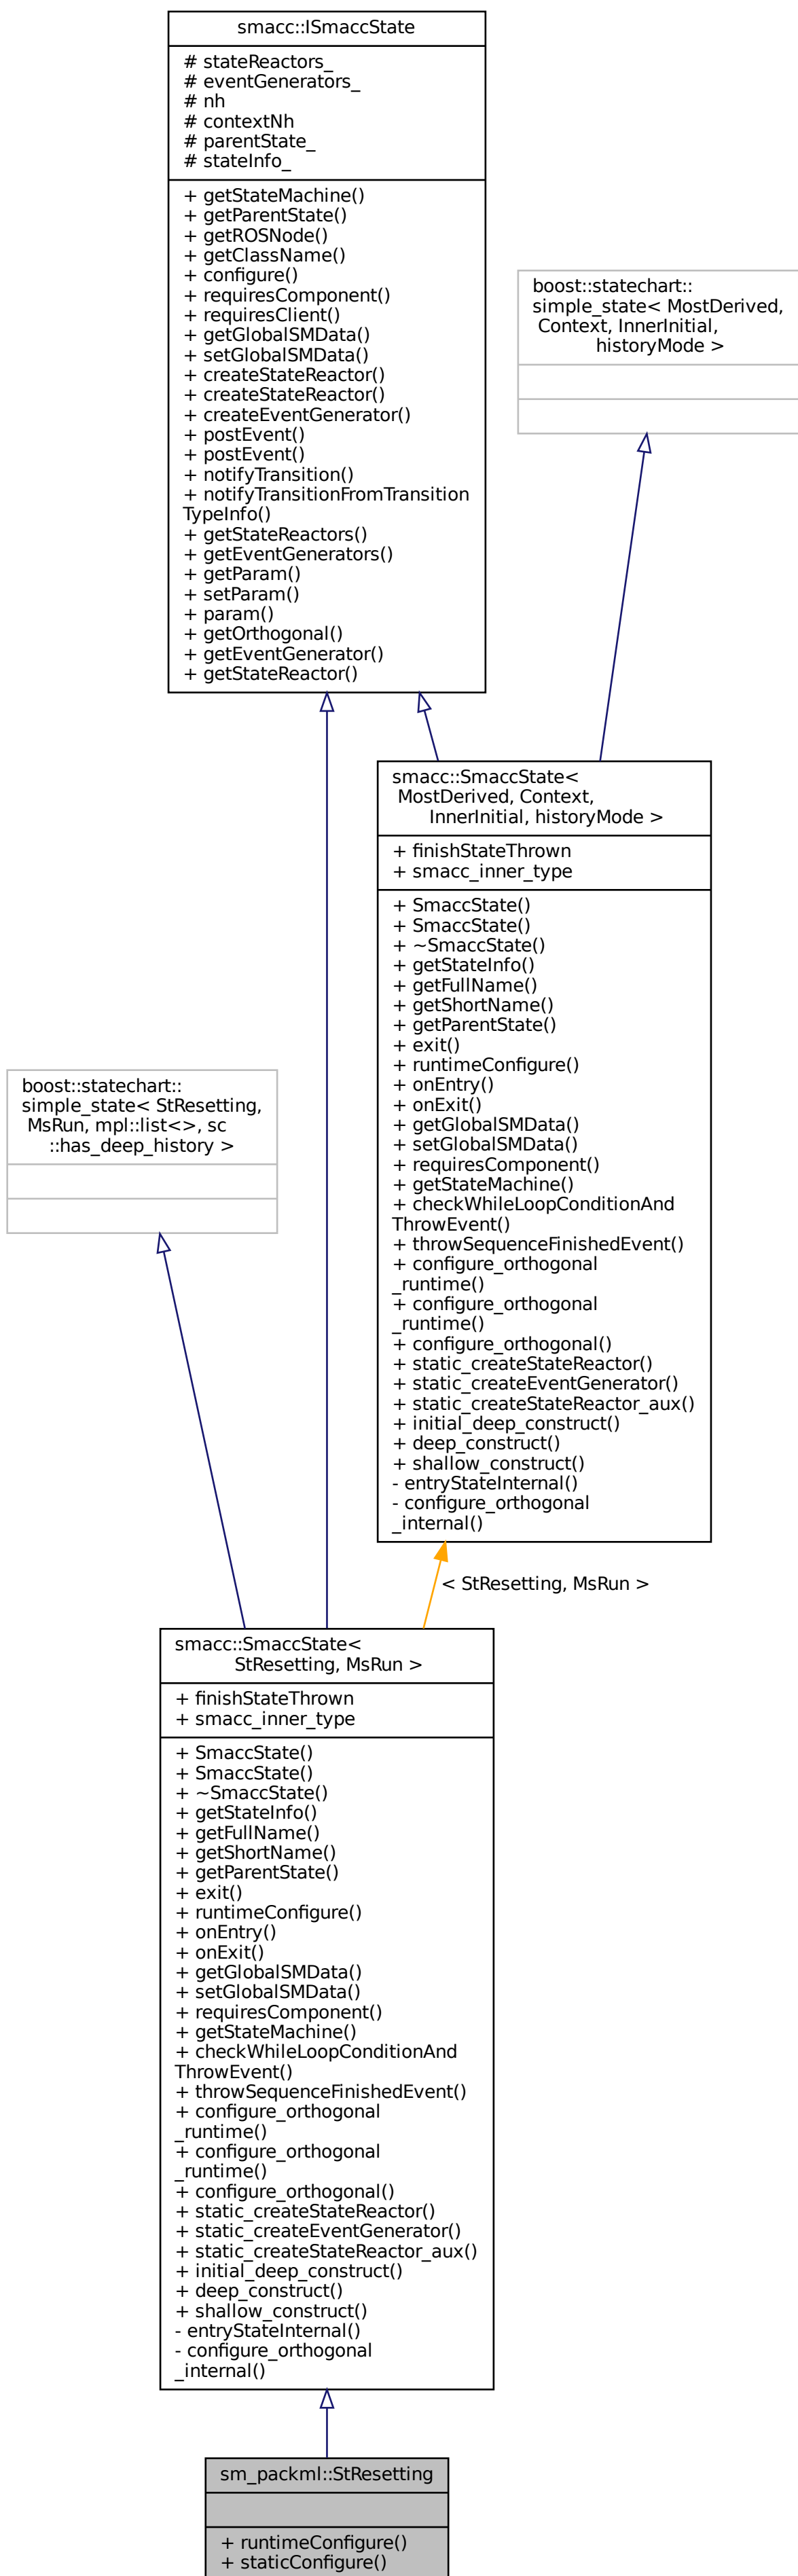 smacc::ISmaccState
# stateReactors_
# eventGenerators_
# nh
# contextNh
# parentState_
# stateInfo_
+ getStateMachine()
+ getParentState()
+ getROSNode()
+ getClassName()
+ configure()
+ requiresComponent()
+ requiresClient()
+ getGlobalSMData()
+ setGlobalSMData()
+ createStateReactor()
+ createStateReactor()
+ createEventGenerator()
+ postEvent()
+ postEvent()
+ notifyTransition()
+ notifyTransitionFromTransition
TypeInfo()
+ getStateReactors()
+ getEventGenerators()
+ getParam()
+ setParam()
+ param()
+ getOrthogonal()
+ getEventGenerator()
+ getStateReactor()
boost::statechart::
simple_state< MostDerived,
Context, InnerInitial,
historyMode >
smacc::SmaccState<
MostDerived, Context,
InnerInitial, historyMode >
+ finishStateThrown
+ smacc_inner_type
+ SmaccState()
+ SmaccState()
+ ~SmaccState()
+ getStateInfo()
+ getFullName()
+ getShortName()
+ getParentState()
+ exit()
+ runtimeConfigure()
+ onEntry()
+ onExit()
+ getGlobalSMData()
+ setGlobalSMData()
+ requiresComponent()
+ getStateMachine()
+ checkWhileLoopConditionAnd
ThrowEvent()
+ throwSequenceFinishedEvent()
+ configure_orthogonal
_runtime()
+ configure_orthogonal
_runtime()
+ configure_orthogonal()
+ static_createStateReactor()
+ static_createEventGenerator()
+ static_createStateReactor_aux()
+ initial_deep_construct()
+ deep_construct()
+ shallow_construct()
- entryStateInternal()
- configure_orthogonal
_internal()
boost::statechart::
simple_state< StResetting,
MsRun, mpl::list<>, sc
::has_deep_history >
< StResetting, MsRun >
smacc::SmaccState<
StResetting, MsRun >
+ finishStateThrown
+ smacc_inner_type
+ SmaccState()
+ SmaccState()
+ ~SmaccState()
+ getStateInfo()
+ getFullName()
+ getShortName()
+ getParentState()
+ exit()
+ runtimeConfigure()
+ onEntry()
+ onExit()
+ getGlobalSMData()
+ setGlobalSMData()
+ requiresComponent()
+ getStateMachine()
+ checkWhileLoopConditionAnd
ThrowEvent()
+ throwSequenceFinishedEvent()
+ configure_orthogonal
_runtime()
+ configure_orthogonal
_runtime()
+ configure_orthogonal()
+ static_createStateReactor()
+ static_createEventGenerator()
+ static_createStateReactor_aux()
+ initial_deep_construct()
+ deep_construct()
+ shallow_construct()
- entryStateInternal()
- configure_orthogonal
_internal()
sm_packml::StResetting
+ runtimeConfigure()
+ staticConfigure()